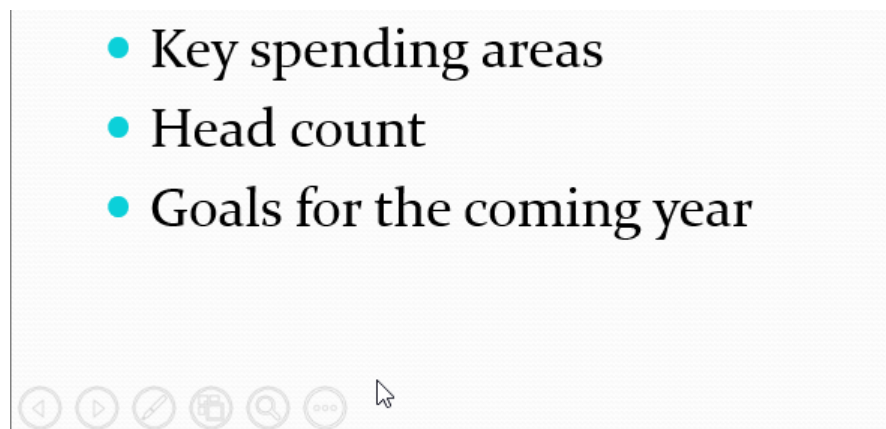 Key spending areas
Head count
Goals for the coming year